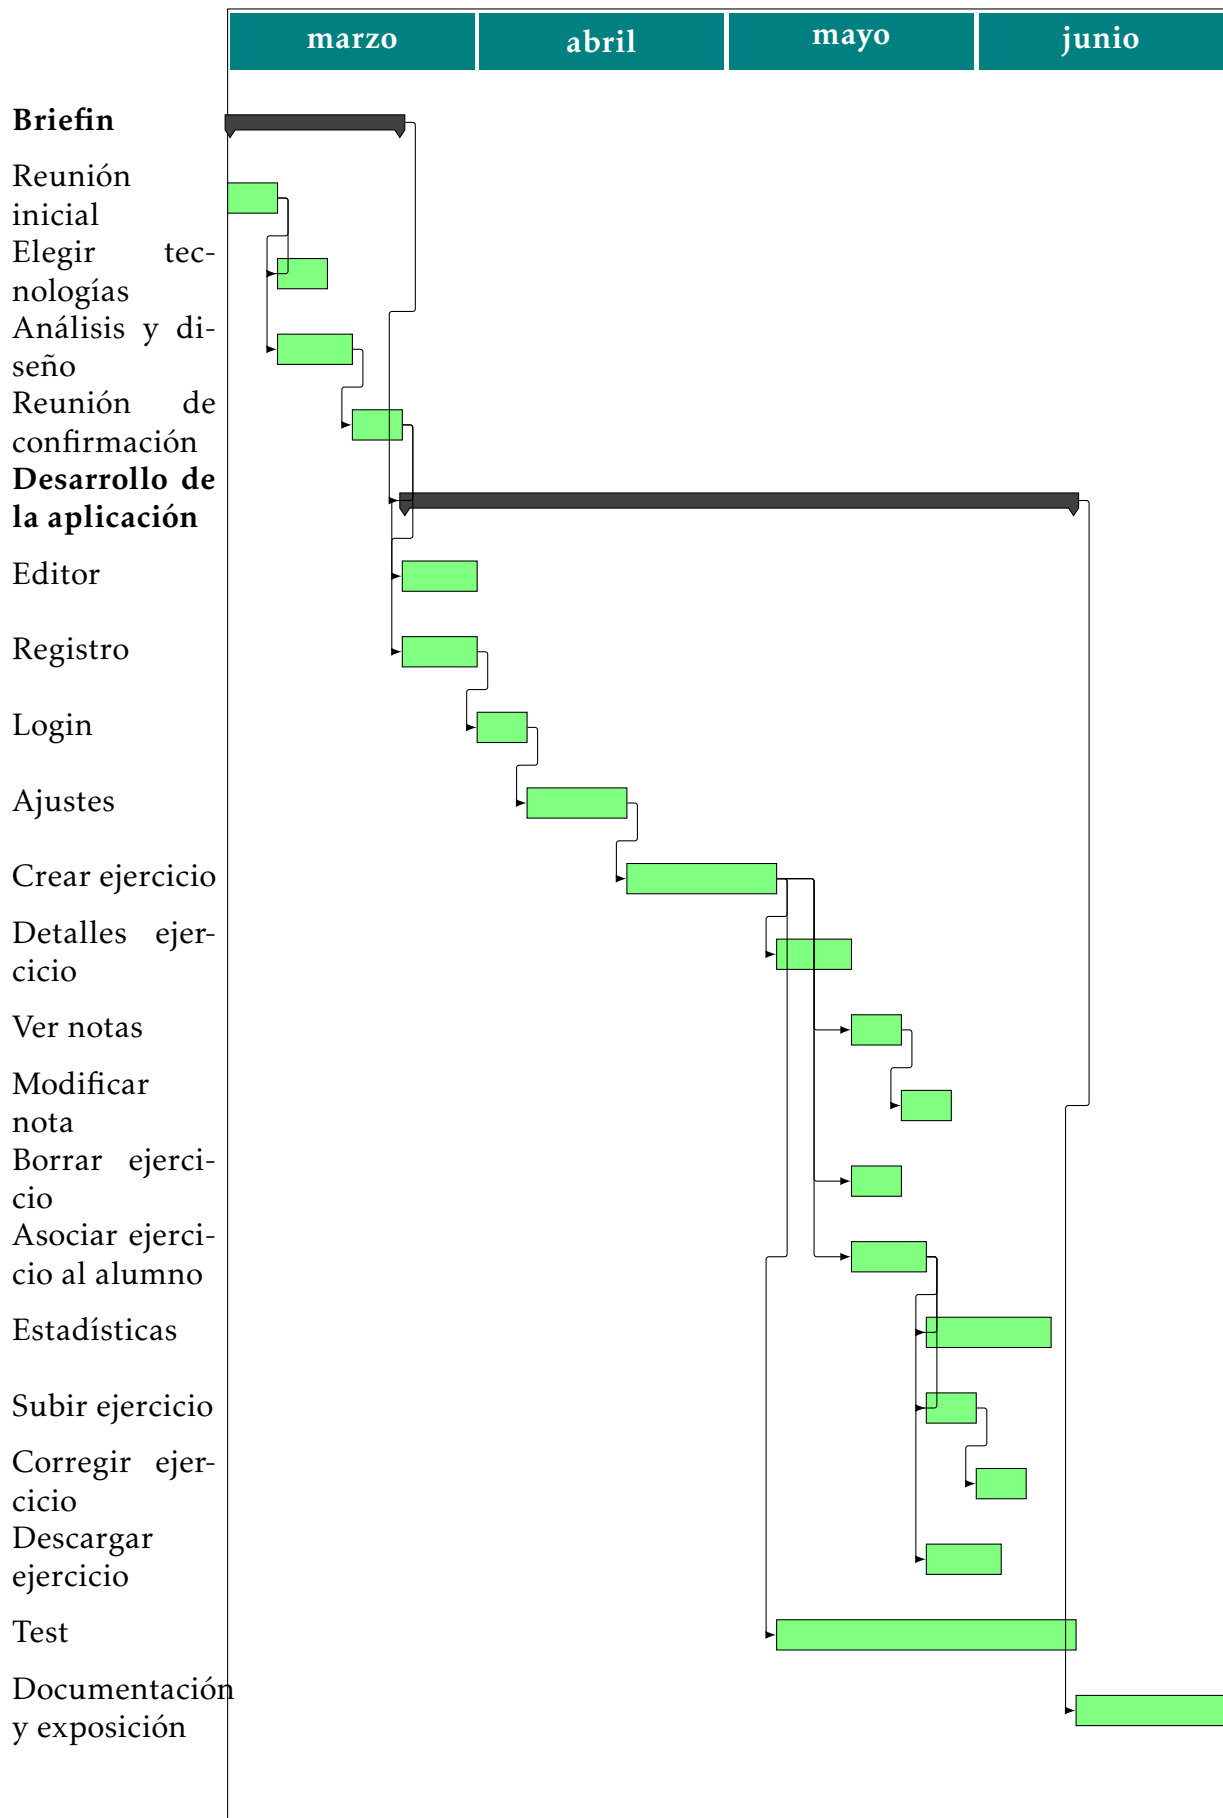 marzo abril mayo junio
Briefin
Reunión
inicial
Elegir tec-
nologías
Análisis y di-
seño
Reunión de
confirmación
Desarrollo de
la aplicación
Editor
Registro
Login
Ajustes
Crear ejercicio
Detalles ejer-
cicio
Ver notas
Modificar
nota
Borrar ejerci-
cio
Asociar ejerci-
cio al alumno
Estadísticas
Subir ejercicio
Corregir ejer-
cicio
Descargar
ejercicio
Test
Documentación
y exposición